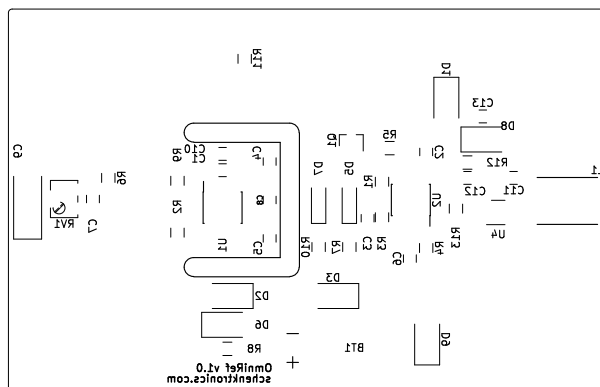 R11
D1
C13
D8
C9
R9
C10
C1
C4
Q1
R5
C2
R12
L1
R6
D7
D5
R1
C12
C11
R2
C8
U2
RV1
C7
U1
C5
R10
R7
C3
R3
C6
R4
R13
U4
D2
D3
D6
R8
BT1
D9
OmniRef v1.0
schenktronics.com